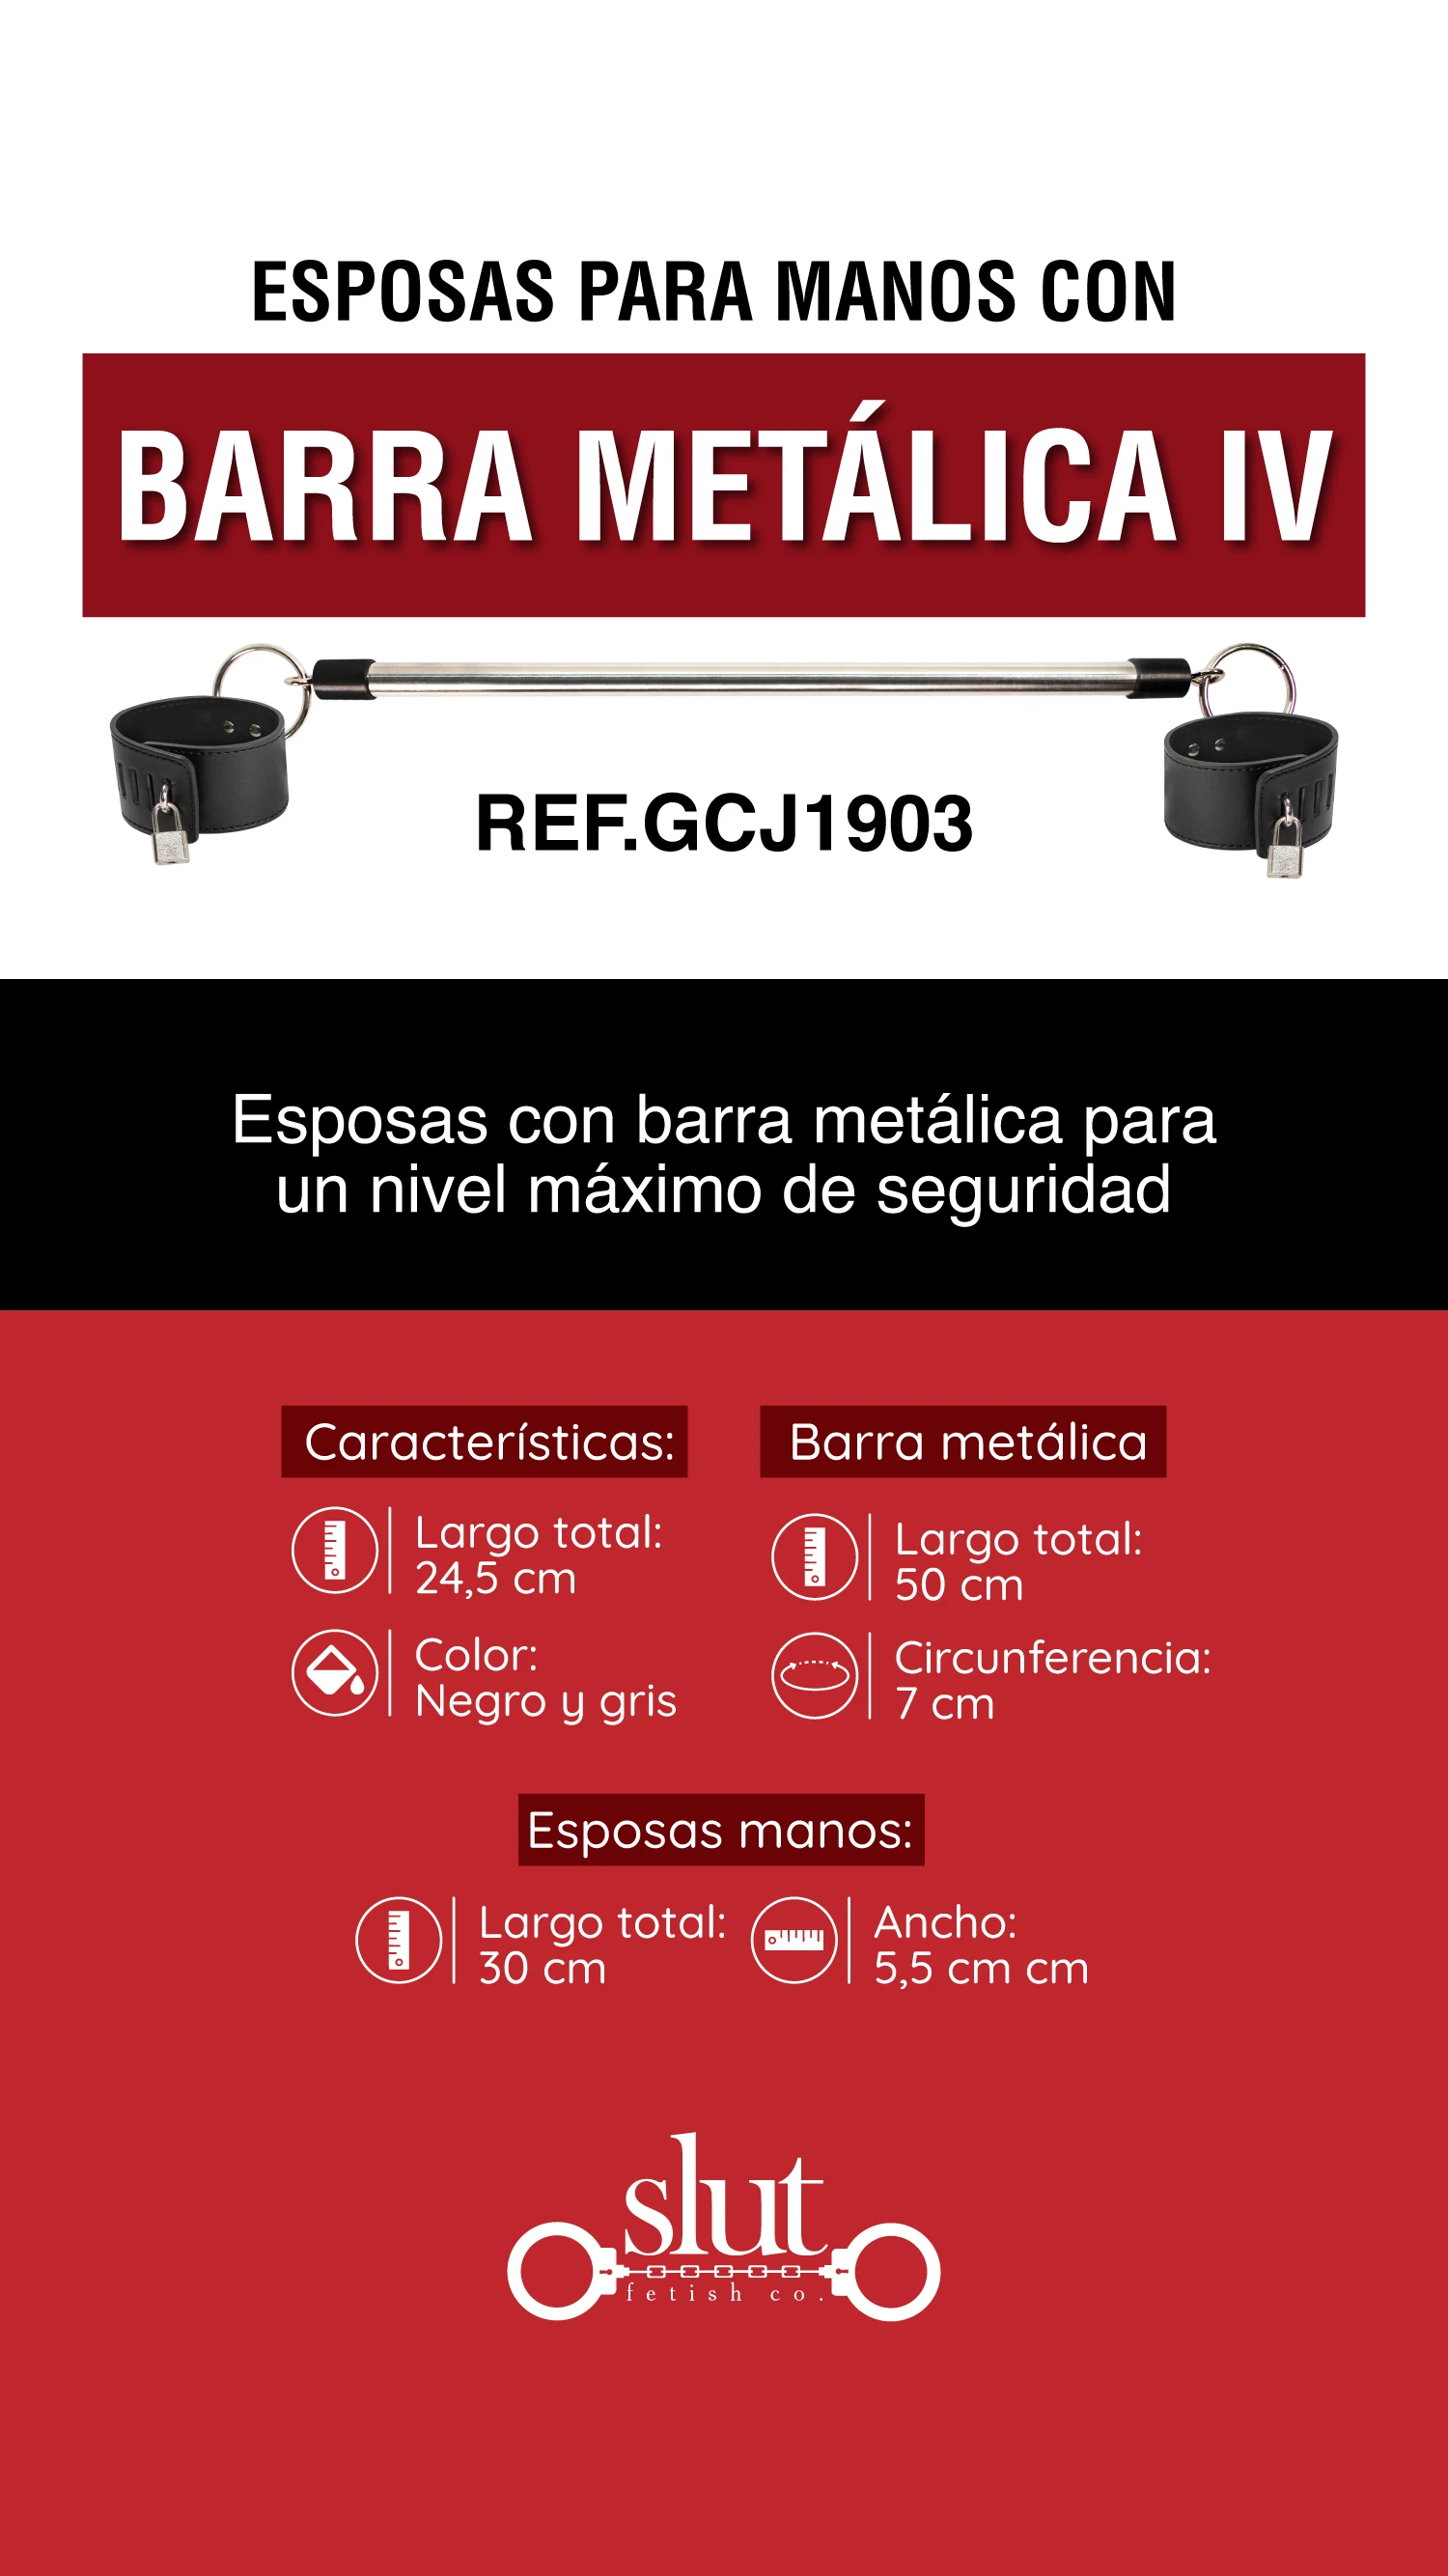 ESPOSAS PARA MANOS CON
BARRA METÁLICA IV
REF.GCJ1903
Esposas con barra metálica para
un nivel máximo de seguridad
Características:
Largo total:
24,5 cm
Color:
Negro y gris
Barra metálica
Largo total:
50 cm
Circunferencia:
7 cm
Esposas manos:
Largo total:
30 cm
Ancho:
5,5 cm cm
slut
fetish co.